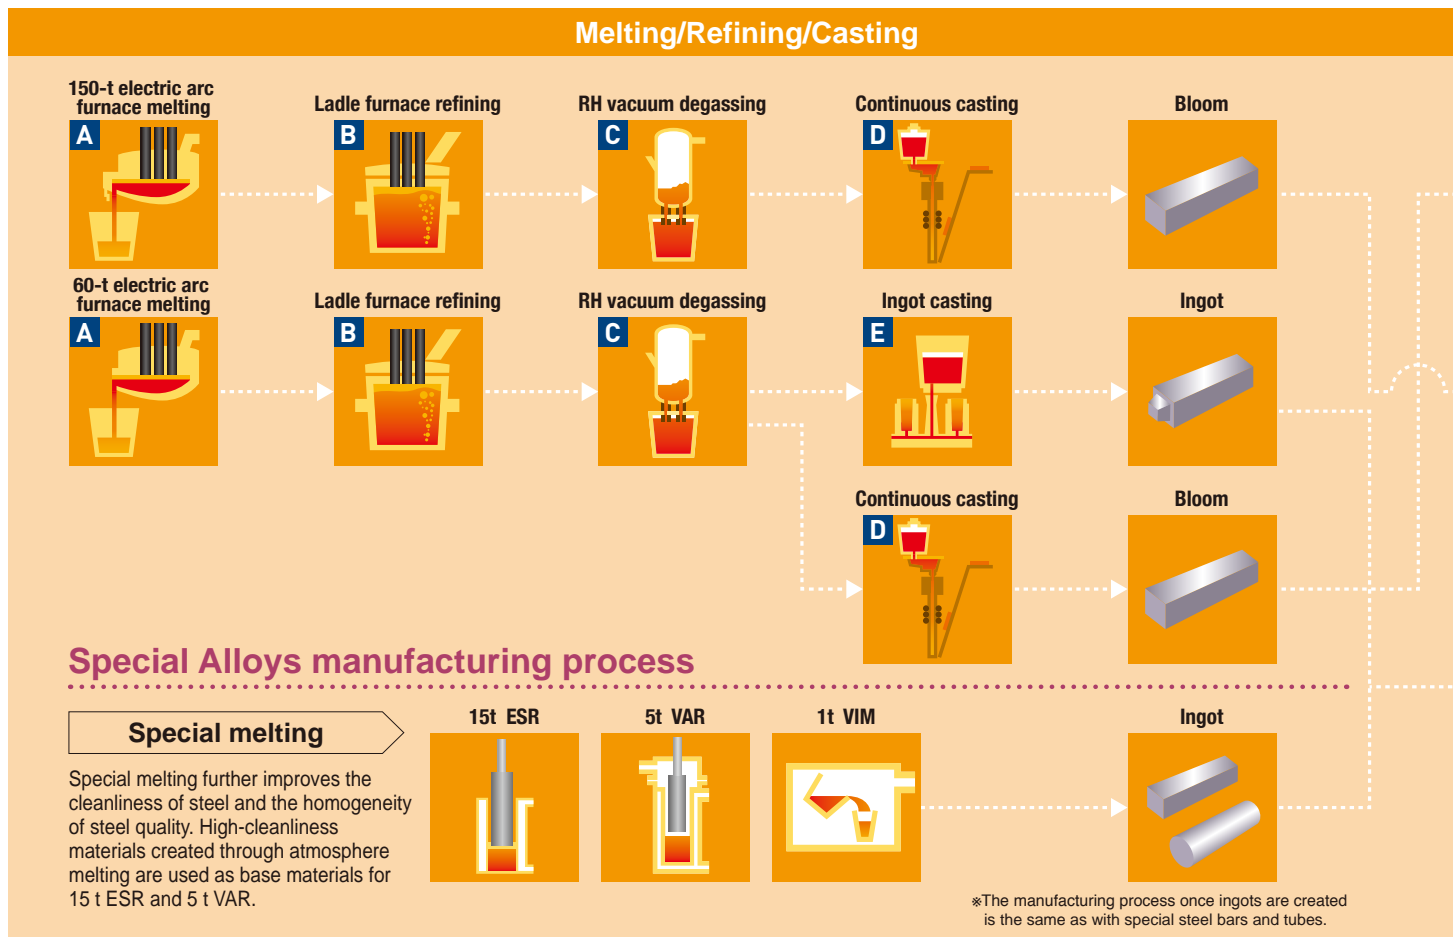 Melting/Refining/Casting
150-t electric arc
furnace melting
Ladle furnace refining
RH vacuum degassing
Continuous casting
Bloom
A
B
C
D
60-t electric arc
furnace melting
Ladle furnace refining
RH vacuum degassing
Ingot casting
Ingot
A
B
C
E
Continuous casting
Bloom
D
Special Alloys manufacturing process
Special melting
15t ESR
5t VAR
1t VIM
Ingot
Special melting further improves the
cleanliness of steel and the homogeneity
of steel quality. High-cleanliness
materials created through atmosphere
melting are used as base materials for
15 t ESR and 5 t VAR.
※The manufacturing process once ingots are created
is the same as with special steel bars and tubes.